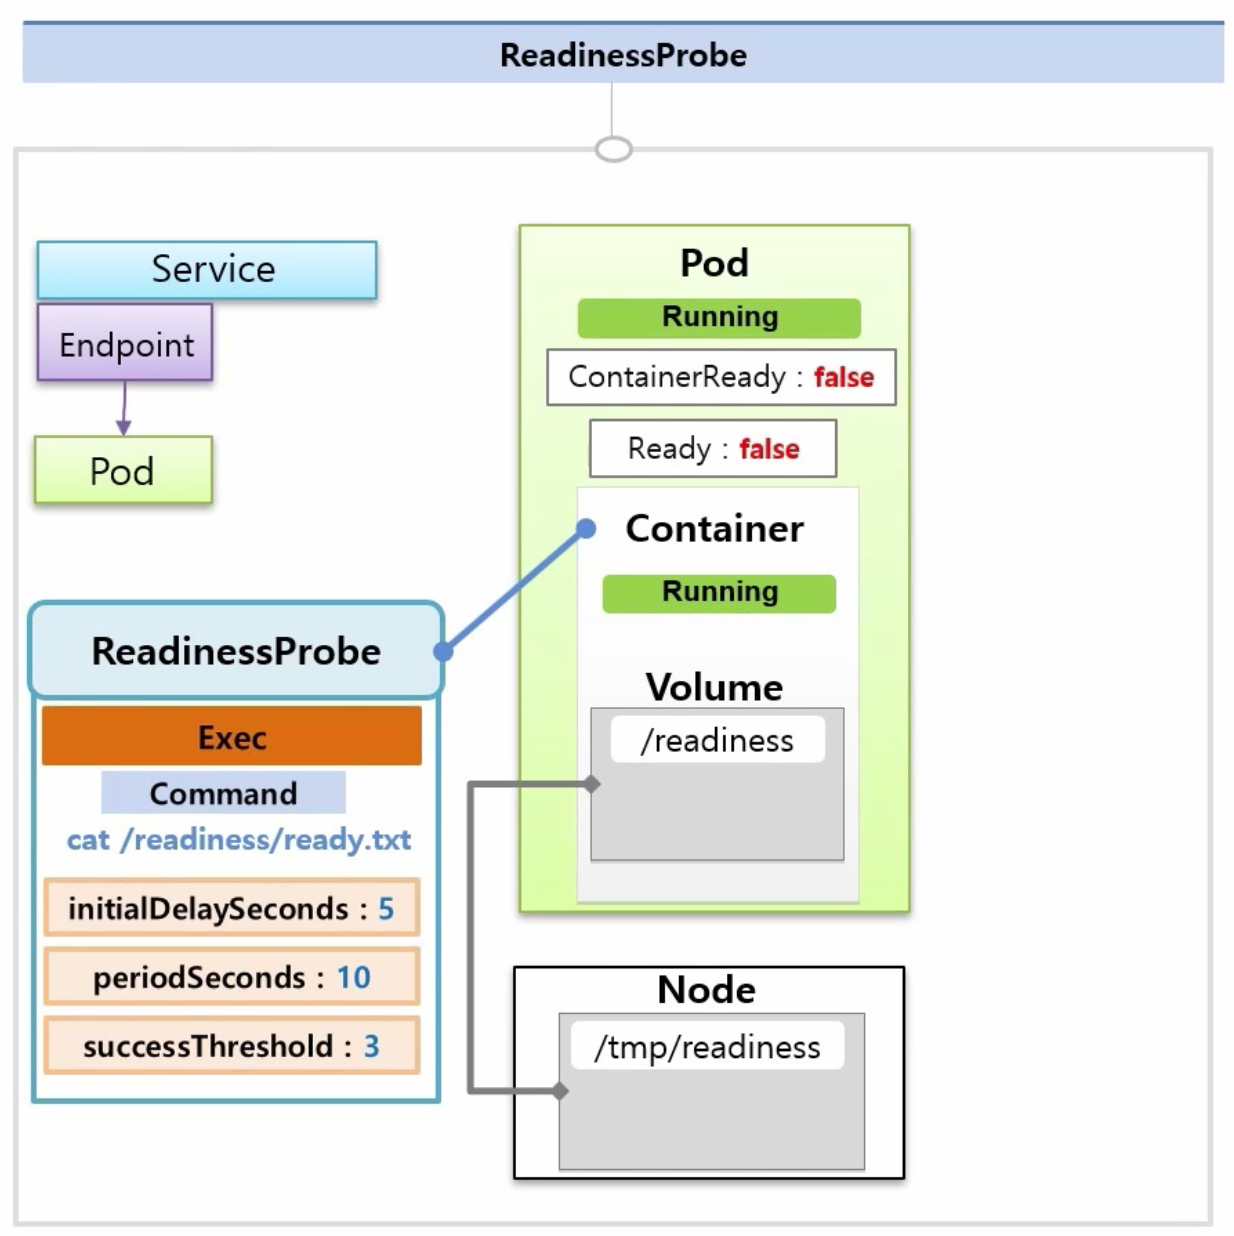 ReadinessProbe
Service
Endpoint
Pod
Pod
Running
ContainerReady : false
Ready : false
Container
Running
Volume
/readiness
ReadinessProbe
Exec
Command
cat /readiness/ready.txt
initialDelaySeconds : 5
periodSeconds : 10
successThreshold : 3
Node
/tmp/readiness